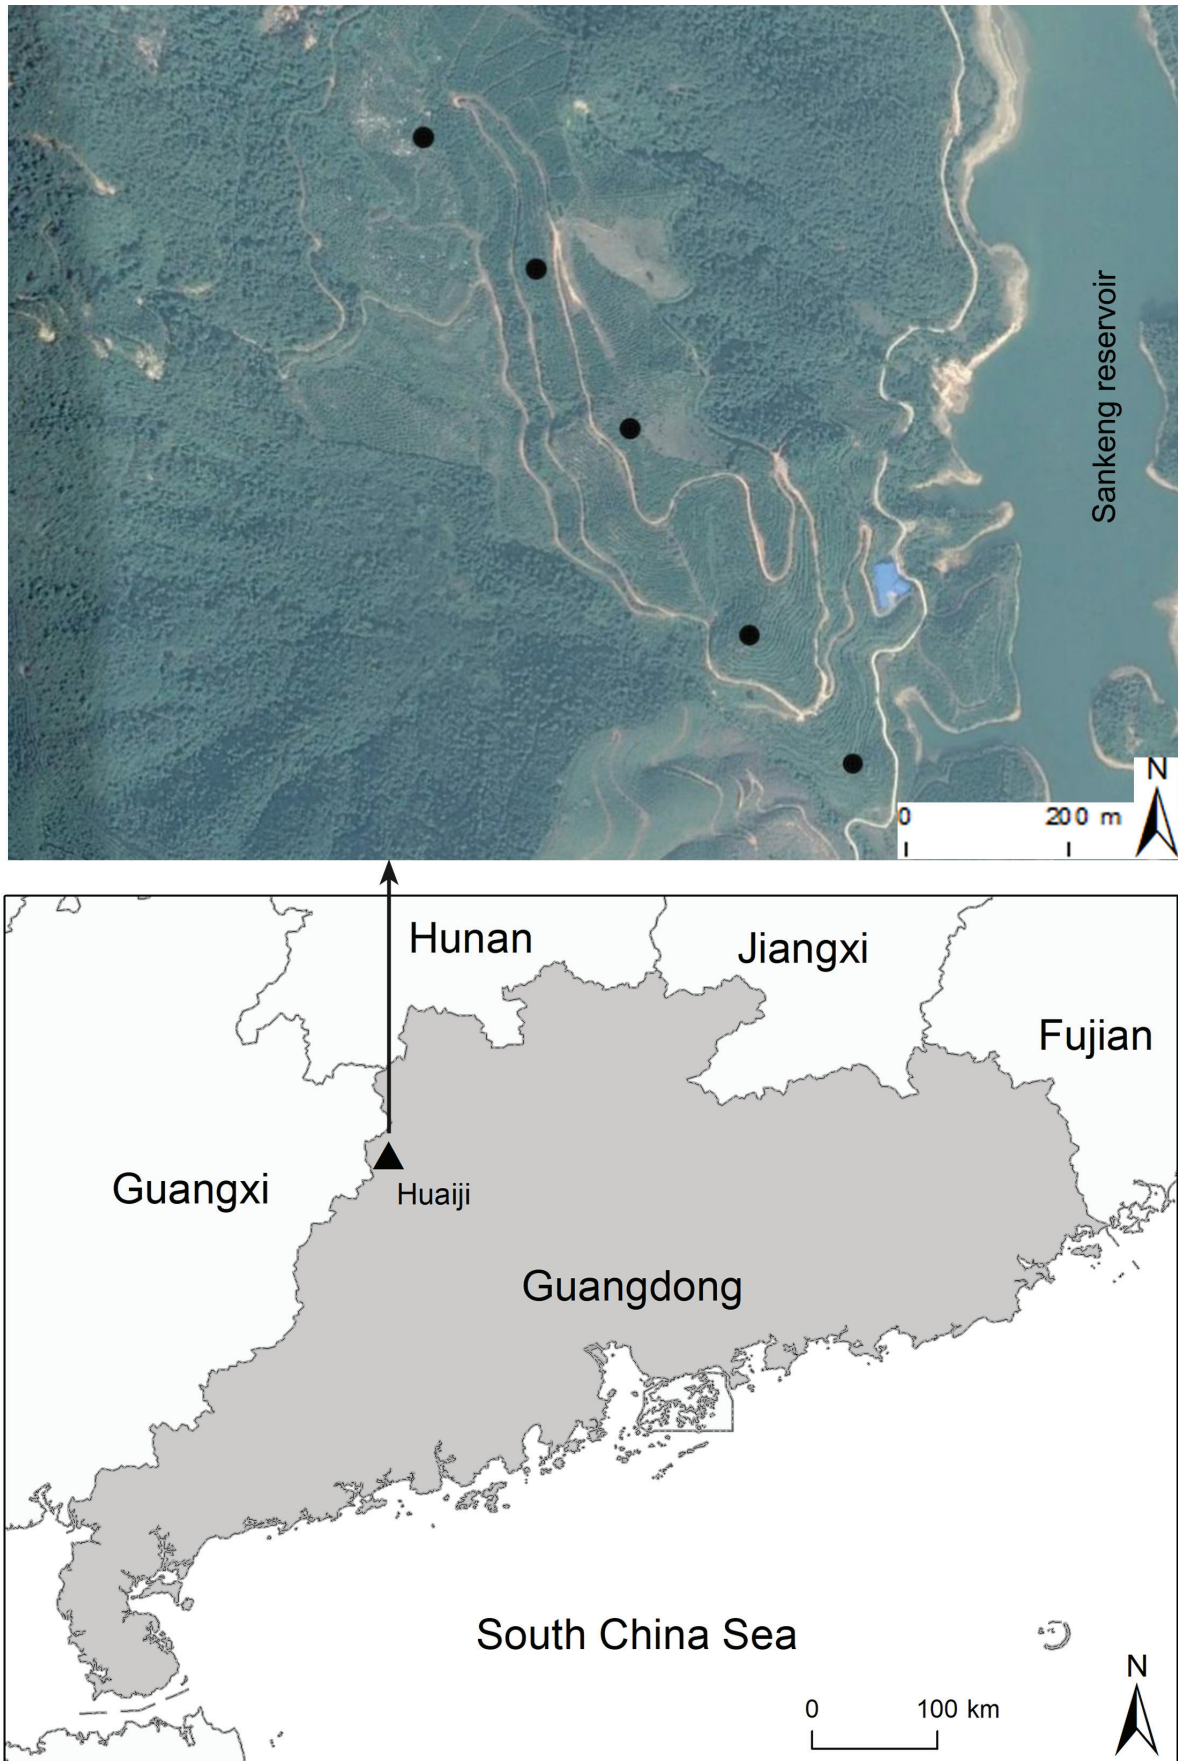 Sankeng reservoir
N
0 200 m
Hunan
Jiangxi
Fujian
Guangxi
Huaiji
Guangdong
South China Sea
N
0 100 km